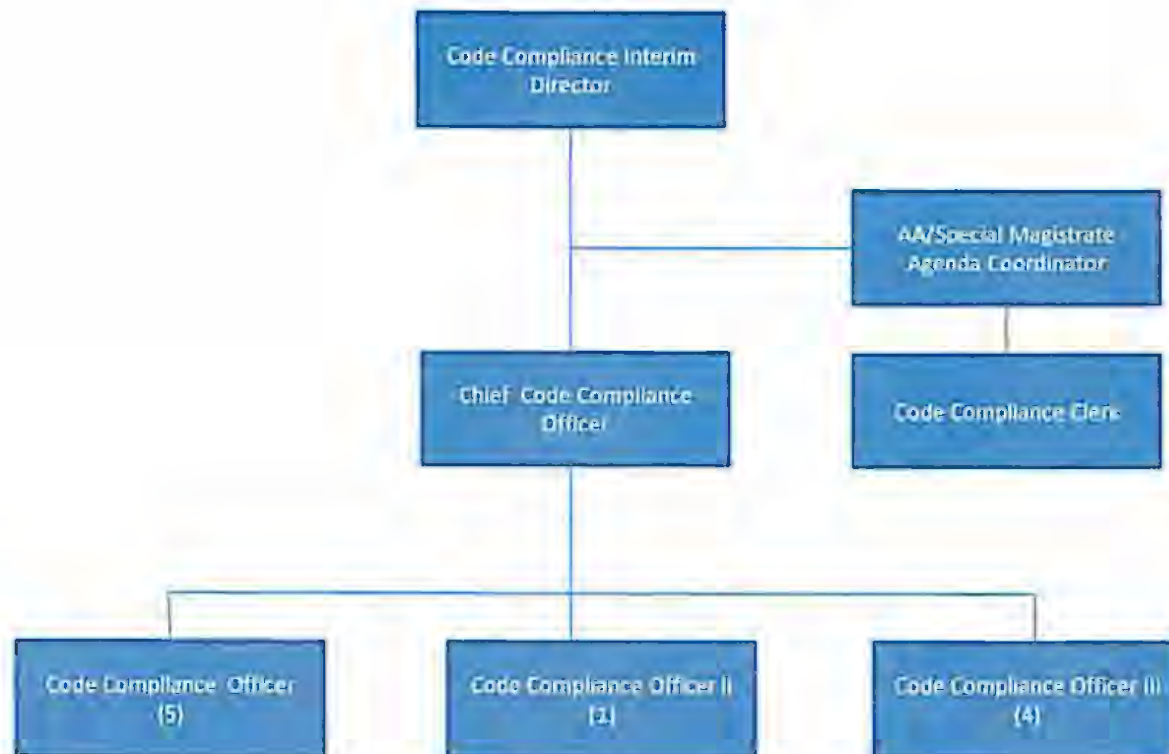 Code Compliance Interim
Director
AA/Special Magistrate
Agenda Coordinator
Chief Code Compliance
Officer
Code Compliance Clerk
Code Compliance Officer
(5)
Code Compliance Officer II
Code Compliance Officer III
(4)